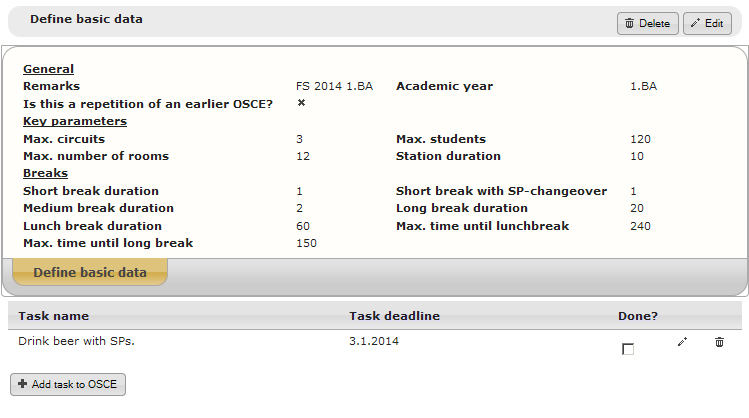 Define basic data
Delete Edit
General
Remarks FS 2014 1.BA Academic year 1.BA
Is this a repetition of an earlier OSCE?
Key parameters
Max. circuits 3 Max. students 120
Max. number of rooms 12 Station duration 10
Breaks
Short break duration 1 Short break with SP-changeover 1
Medium break duration 2 Long break duration 20
Lunch break duration 60 Max. time until lunchbreak 240
Max. time until long break 150
Define basic data
Task name Task deadline Done?
Drink beer with SPs. 3.1.2014
Add task to OSCE